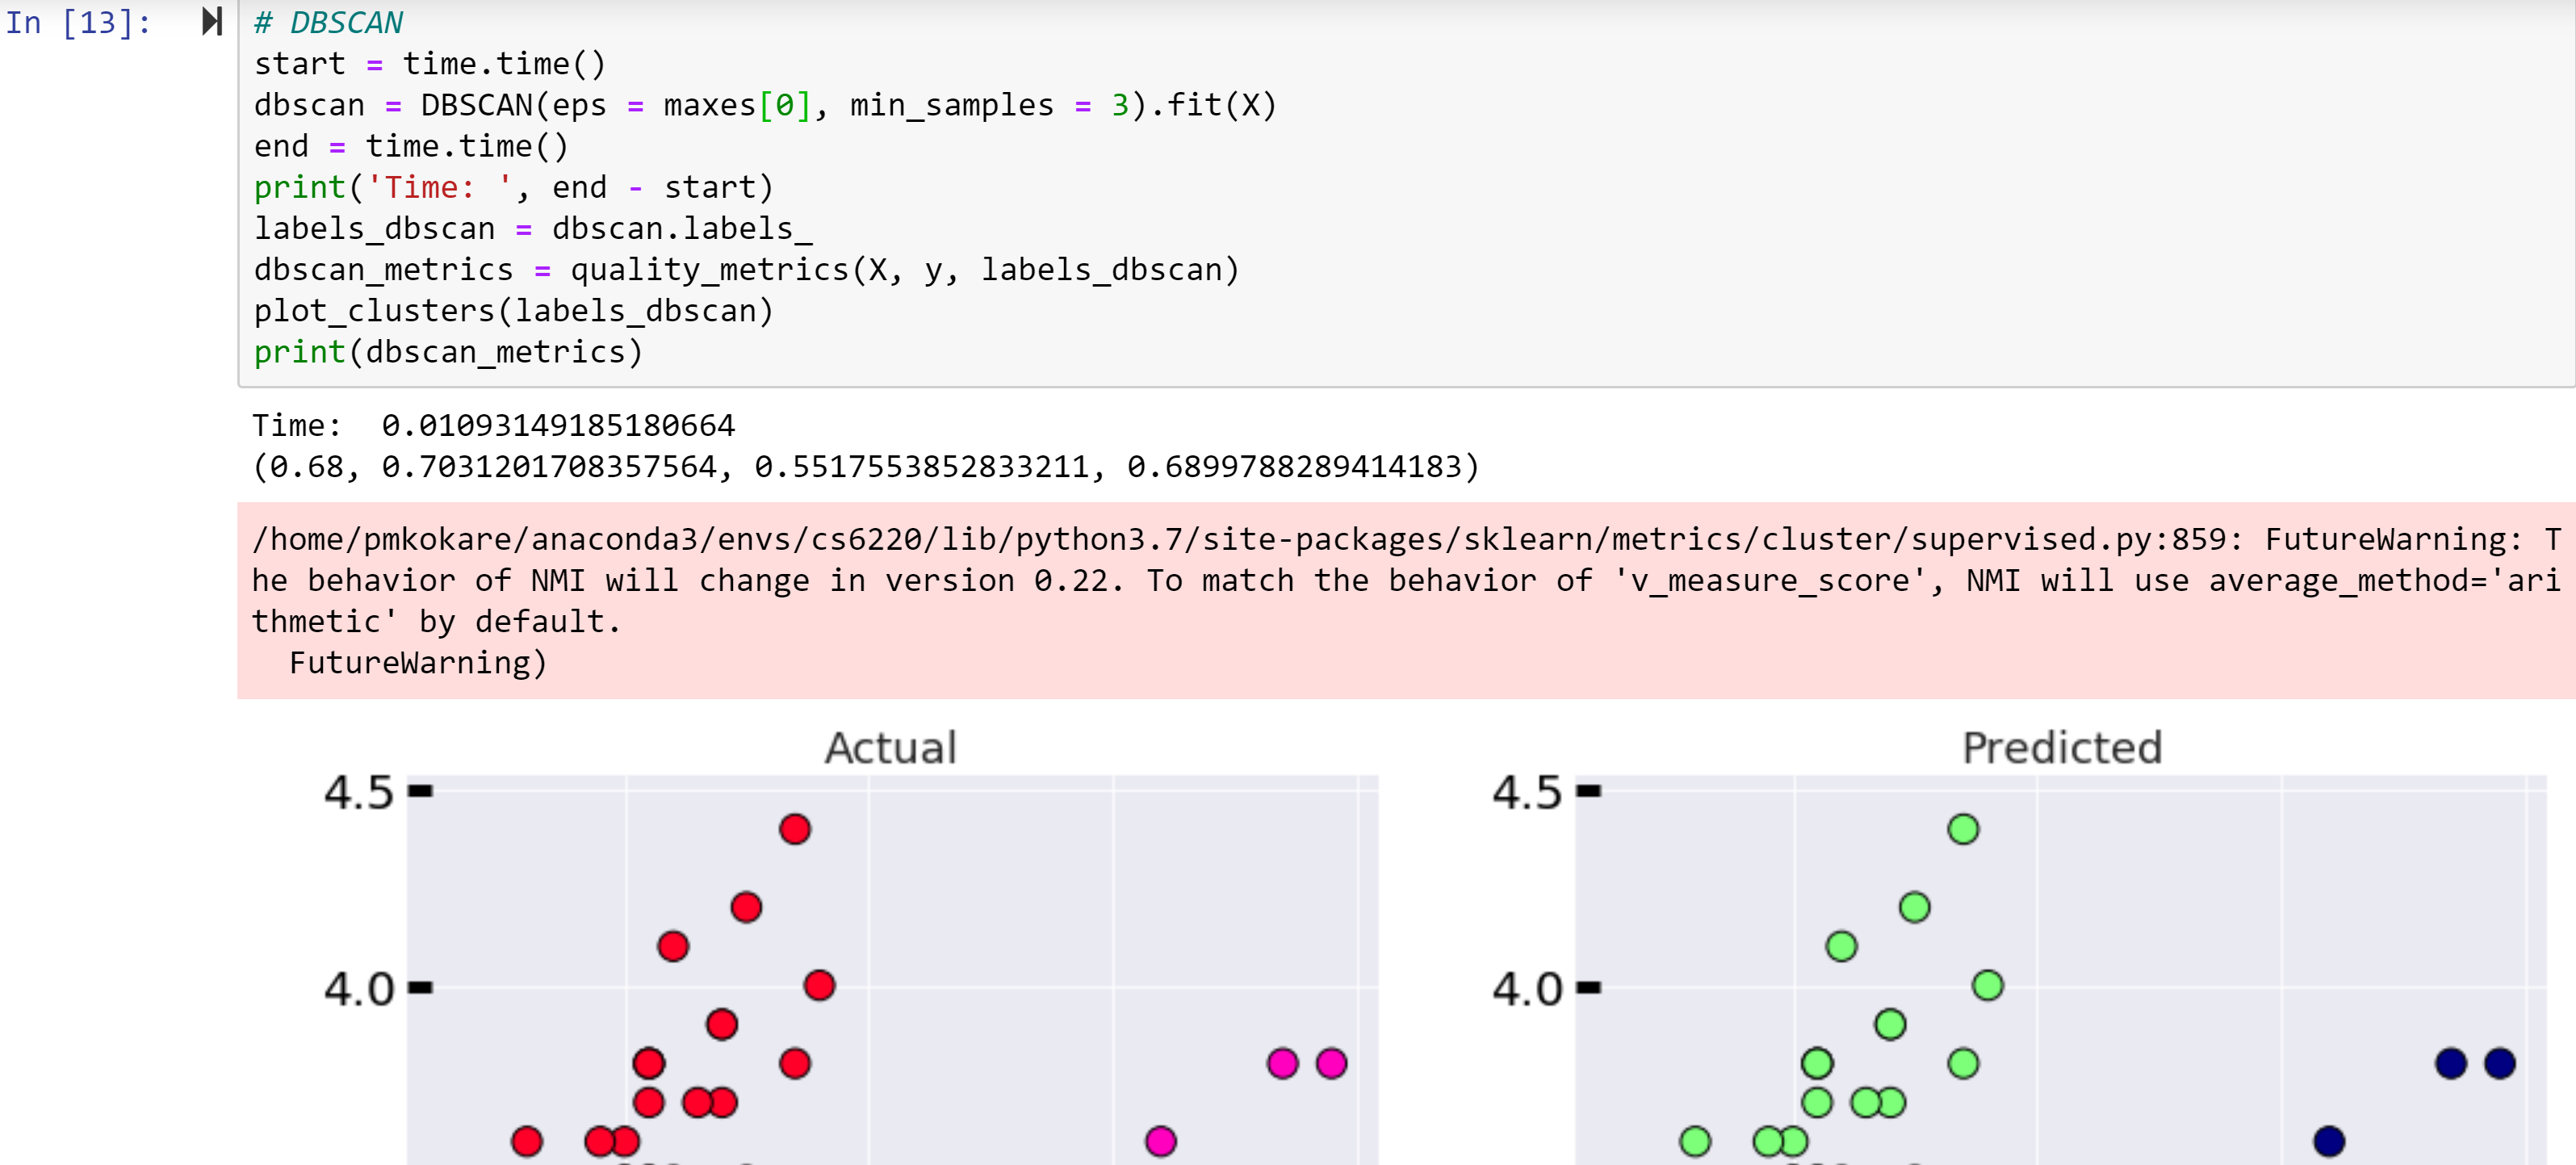 In [13]:
# DBSCAN
start = time.time()
dbscan = DBSCAN(eps = maxes[0], min_samples = 3).fit(X)
end = time.time()
print('Time: ', end - start)
labels_dbscan = dbscan.labels_
dbscan_metrics = quality_metrics(X, y, labels_dbscan)
plot_clusters(labels_dbscan)
print(dbscan_metrics)
Time:  0.01093149185180664
(0.68, 0.7031201708357564, 0.5517553852833211, 0.6899788289414183)
/home/pmkokare/anaconda3/envs/cs6220/lib/python3.7/site-packages/sklearn/metrics/cluster/supervised.py:859: FutureWarning: T
he behavior of NMI will change in version 0.22. To match the behavior of 'v_measure_score', NMI will use average_method='ari
thmetic' by default.
  FutureWarning)
Actual
4.5
4.0
Predicted
4.5
4.0